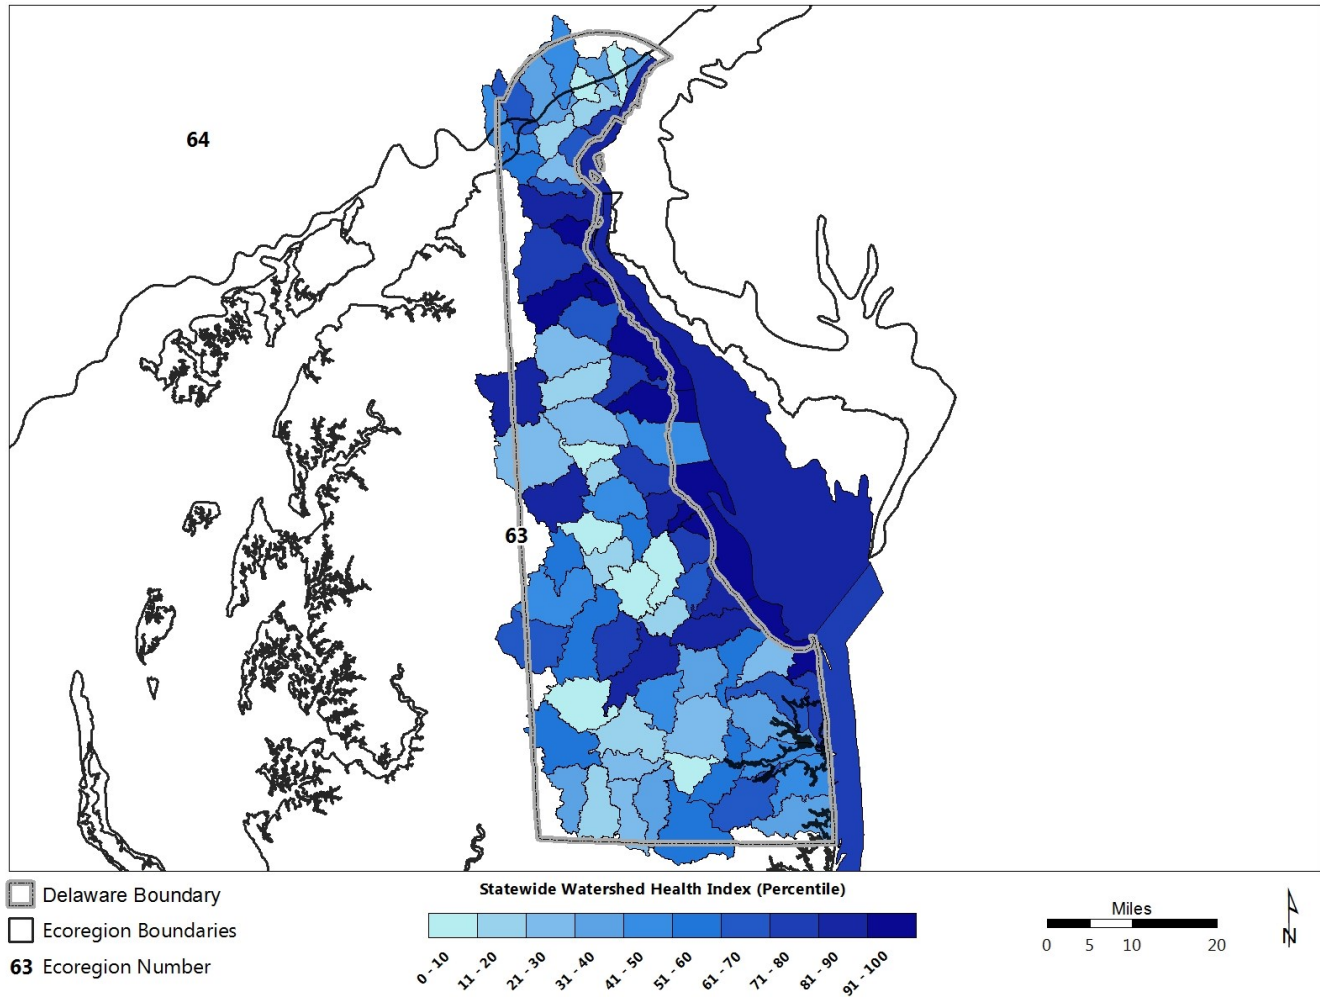 64
63
Delaware Boundary
Ecoregion Boundaries
63 Ecoregion Number
Statewide Watershed Health Index (Percentile)
0 - 10
11 - 20
21 - 30
31 - 40
41 - 50
51 - 60
61 - 70
71 - 80
81 - 90
91 - 100
Miles
0 5 10 20
N